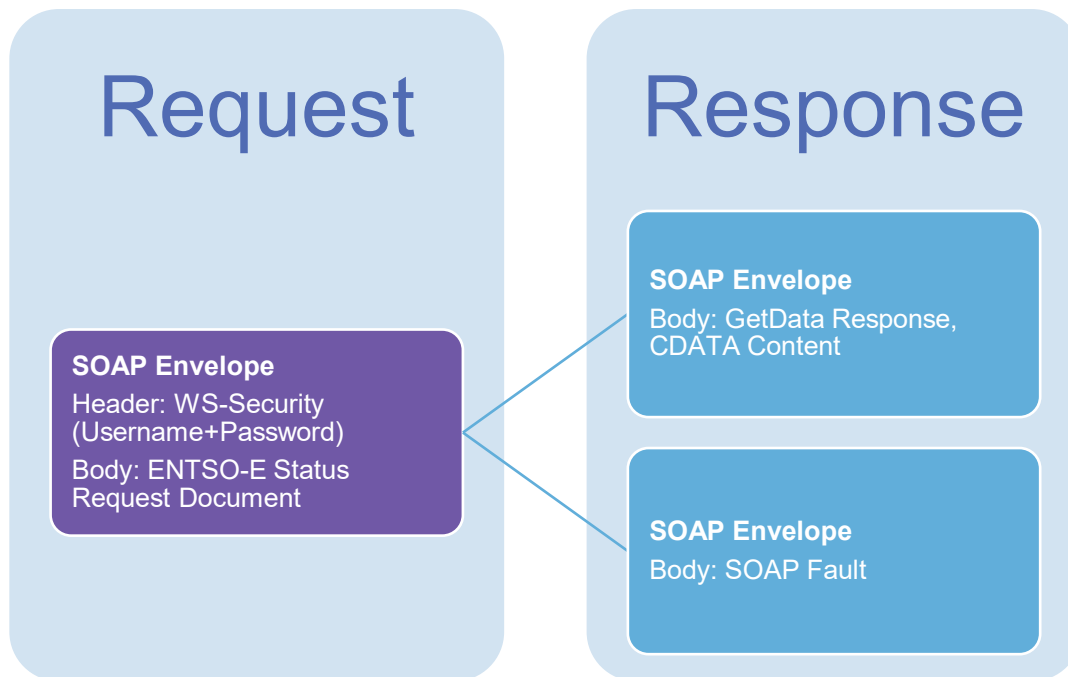 Request
SOAP Envelope
Header: WS-Security
(Username+Password)
Body: ENTSO-E Status
Request Document
Response
SOAP Envelope
Body: GetData Response,
CDATA Content
SOAP Envelope
Body: SOAP Fault